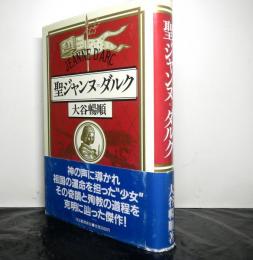 JEANNE D'ARC
聖ジャンヌ・ダルク
大谷暢順
神の声に導かれ
祖国の運命を担った“少女”
その奇蹟と殉教の道程を
克明に辿った傑作!
聖ジャンヌ・ダルク
大谷暢順著